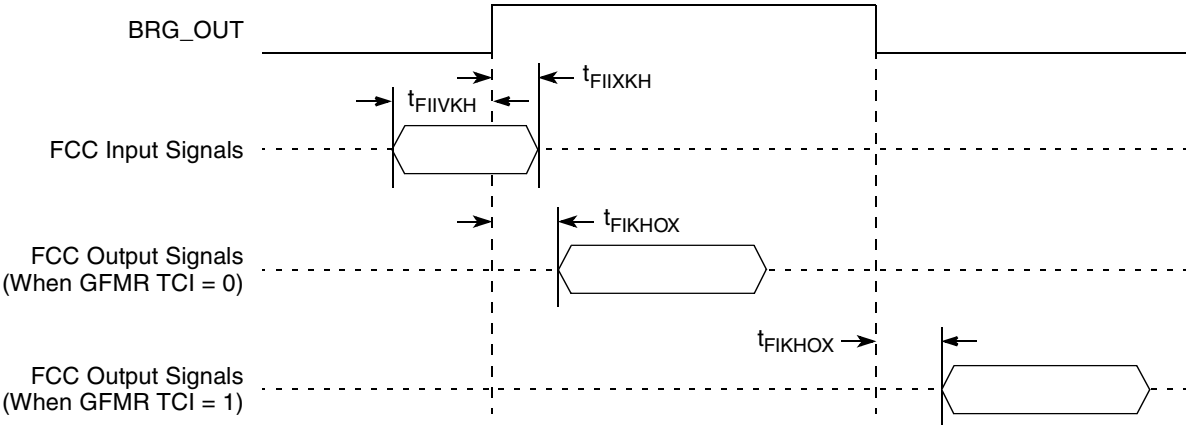 BRG_OUT
tFIIXKH
tFIIVKH
FCC Input Signals
tFIKHOX
FCC Output Signals
(When GFMR TCI = 0)
tFIKHOX
FCC Output Signals
(When GFMR TCI = 1)